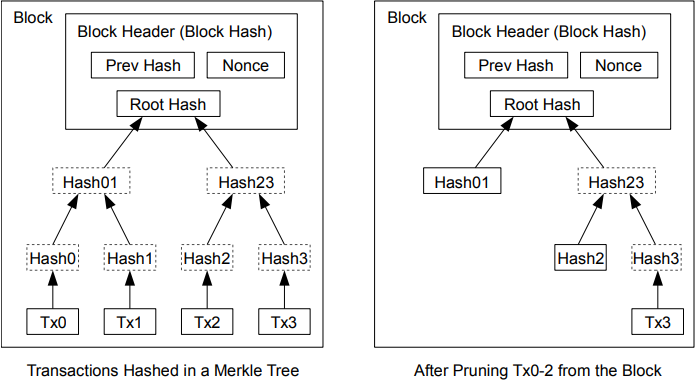 Block
Block Header (Block Hash)
Prev Hash
Nonce
Root Hash
Hash01
Hash23
Hash0
Hash1
Hash2
Hash3
Tx0
Tx1
Tx2
Tx3
Transactions Hashed in a Merkle Tree
Block
Block Header (Block Hash)
Prev Hash
Nonce
Root Hash
Hash01
Hash23
Hash2
Hash3
Tx3
After Pruning Tx0-2 from the Block